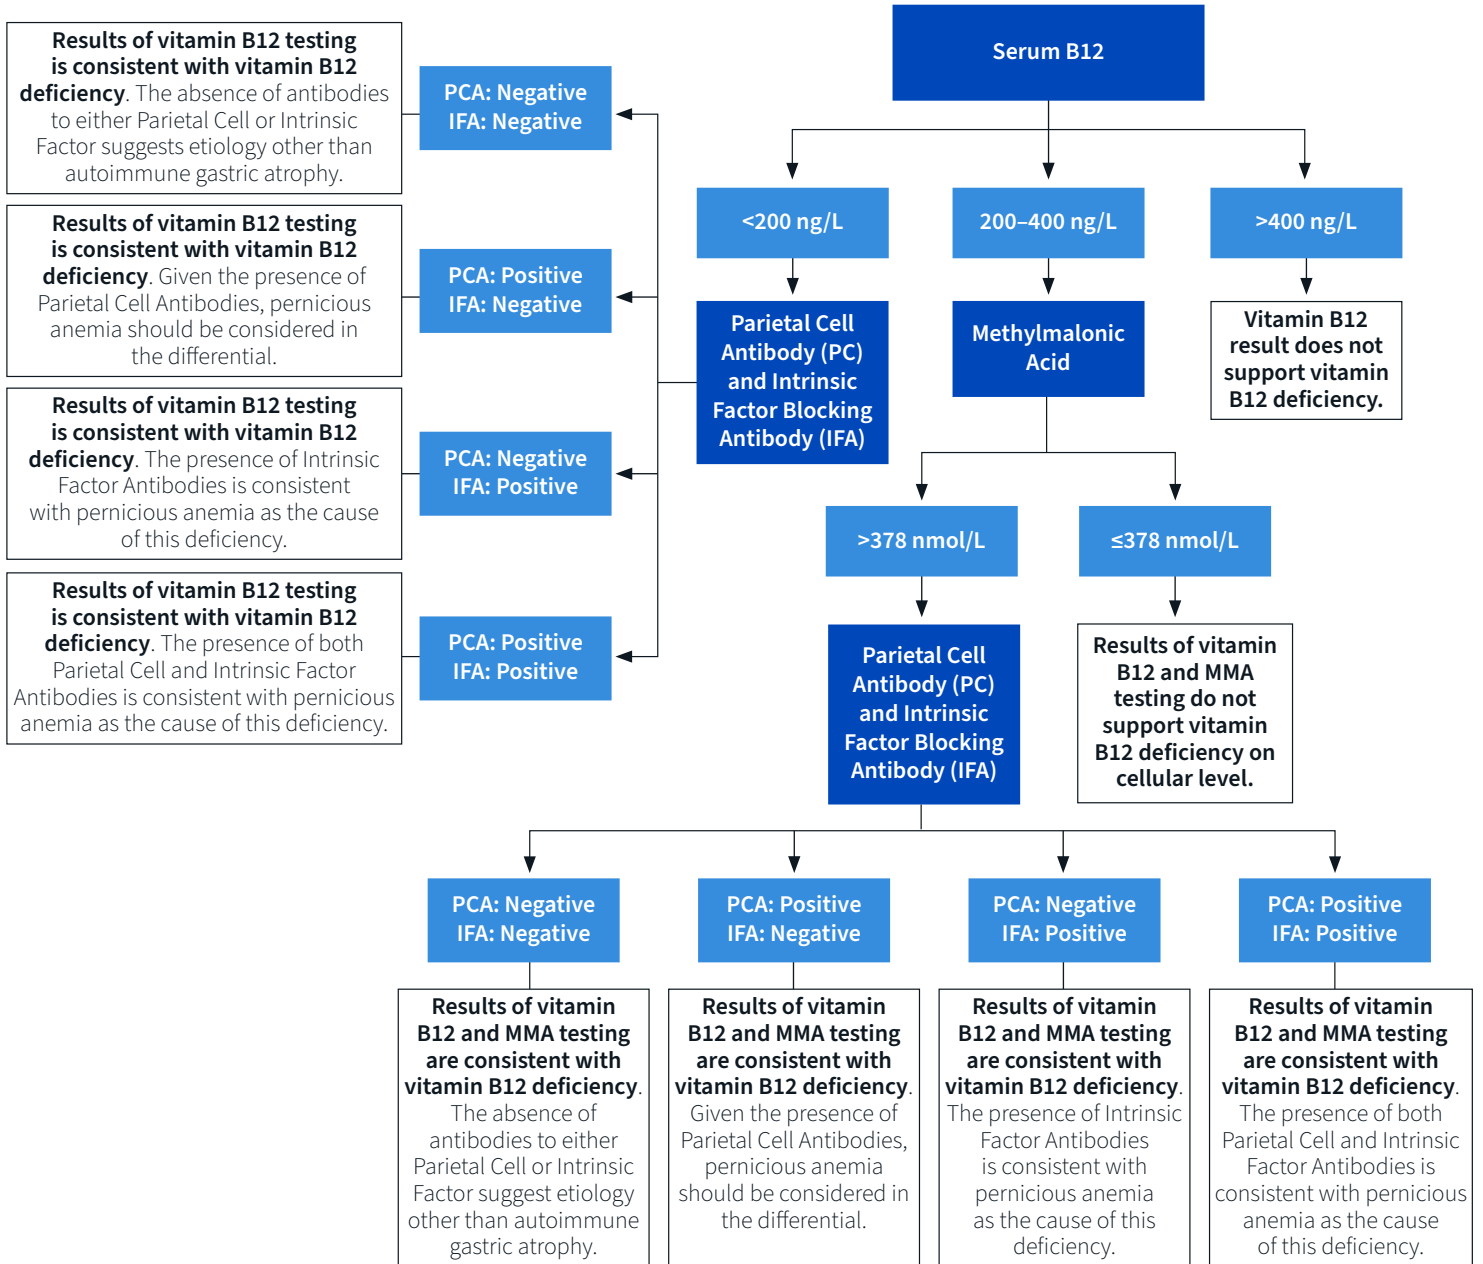 Serum B12
<200 ng/L
200–400 ng/L
>400 ng/L
Parietal Cell
Antibody (PC)
and Intrinsic
Factor Blocking
Antibody (IFA)
Methylmalonic
Acid
Vitamin B12
result does not
support vitamin
B12 deficiency.
PCA: Negative
IFA: Negative
Results of vitamin B12 testing
is consistent with vitamin B12
deficiency. The absence of antibodies
to either Parietal Cell or Intrinsic
Factor suggests etiology other than
autoimmune gastric atrophy.
PCA: Positive
IFA: Negative
Results of vitamin B12 testing
is consistent with vitamin B12
deficiency. Given the presence of
Parietal Cell Antibodies, pernicious
anemia should be considered in
the differential.
PCA: Negative
IFA: Positive
Results of vitamin B12 testing
is consistent with vitamin B12
deficiency. The presence of Intrinsic
Factor Antibodies is consistent
with pernicious anemia as the cause
of this deficiency.
PCA: Positive
IFA: Positive
Results of vitamin B12 testing
is consistent with vitamin B12
deficiency. The presence of both
Parietal Cell and Intrinsic Factor
Antibodies is consistent with pernicious
anemia as the cause of this deficiency.
>378 nmol/L
≤378 nmol/L
Parietal Cell
Antibody (PC)
and Intrinsic
Factor Blocking
Antibody (IFA)
Results of vitamin
B12 and MMA
testing do not
support vitamin
B12 deficiency on
cellular level.
PCA: Negative
IFA: Negative
Results of vitamin
B12 and MMA testing
are consistent with
vitamin B12 deficiency.
The absence of
antibodies to either
Parietal Cell or Intrinsic
Factor suggest etiology
other than autoimmune
gastric atrophy.
PCA: Positive
IFA: Negative
Results of vitamin
B12 and MMA testing
are consistent with
vitamin B12 deficiency.
Given the presence of
Parietal Cell Antibodies,
pernicious anemia
should be considered in
the differential.
PCA: Negative
IFA: Positive
Results of vitamin
B12 and MMA testing
are consistent with
vitamin B12 deficiency.
The presence of Intrinsic
Factor Antibodies
is consistent with
pernicious anemia
as the cause of this
deficiency.
PCA: Positive
IFA: Positive
Results of vitamin
B12 and MMA testing
are consistent with
vitamin B12 deficiency.
The presence of both
Parietal Cell and Intrinsic
Factor Antibodies is
consistent with pernicious
anemia as the cause
of this deficiency.